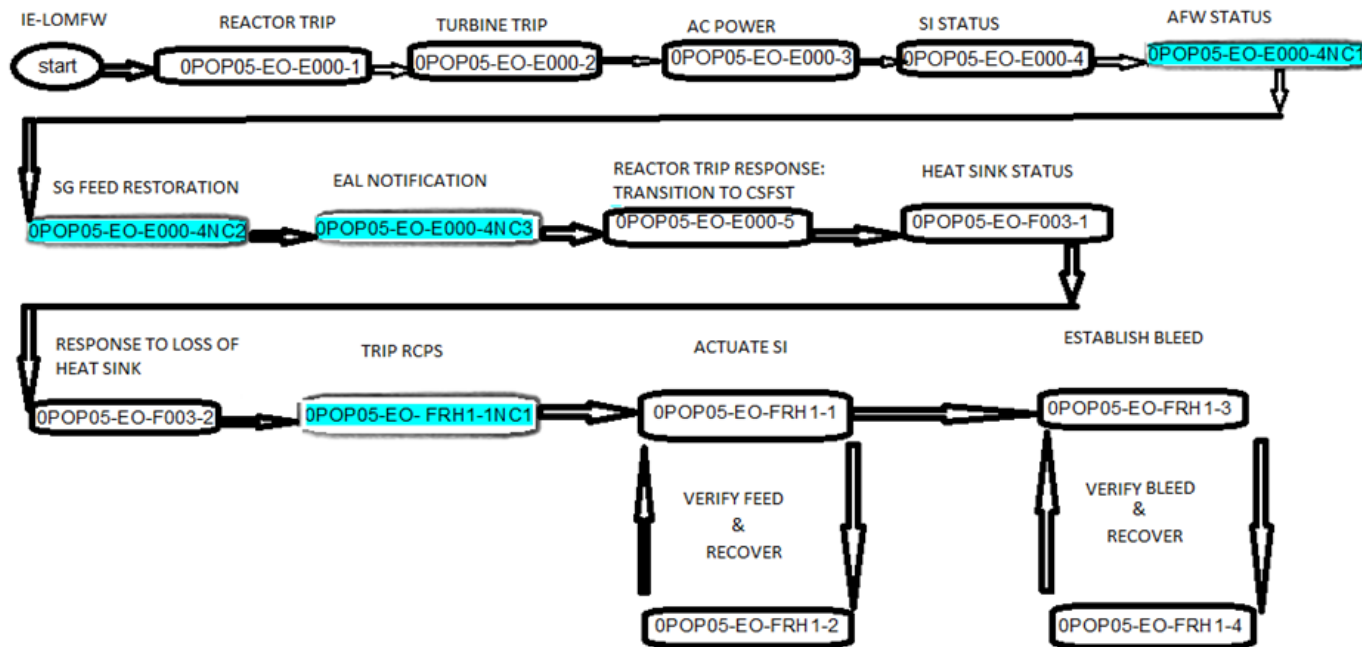 IE-LOMFW
REACTOR TRIP
TURBINE TRIP
AC POWER
SI STATUS
AFW STATUS
start
0POP05-EO-E000-1
0POP05-EO-E000-2
0POP05-EO-E000-3
0POP05-EO-E000-4
0POP05-EO-E000-4NC1
SG FEED RESTORATION
EAL NOTIFICATION
REACTOR TRIP RESPONSE:
TRANSITION TO CSFST
HEAT SINK STATUS
0POP05-EO-E000-4NC2
0POP05-EO-E000-4NC3
0POP05-EO-E000-5
0POP05-EO-F003-1
RESPONSE TO LOSS OF
HEAT SINK
TRIP RCPS
ACTUATE SI
ESTABLISH BLEED
0POP05-EO-F003-2
0POP05-EO- FRH1-1NC1
0POP05-EO-FRH1-1
0POP05-EO-FRH1-3
VERIFY FEED
&
RECOVER
VERIFY BLEED
&
RECOVER
0POP05-EO-FRH1-2
0POP05-EO-FRH1-4